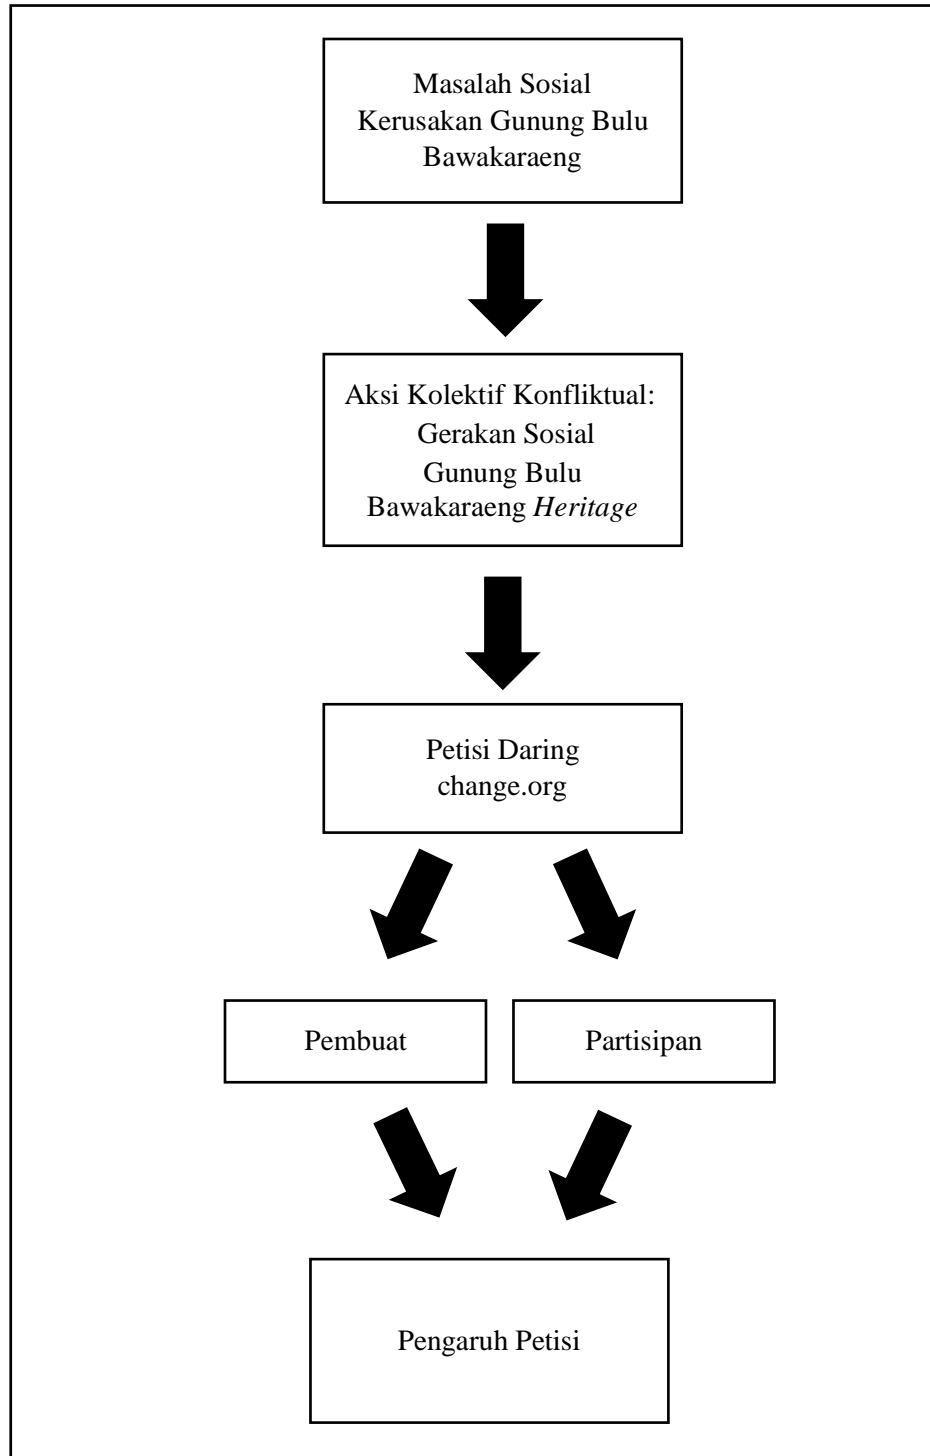 Masalah Sosial
Kerusakan Gunung Bulu
Bawakaraeng
Aksi Kolektif Konfliktual:
Gerakan Sosial
Gunung Bulu
Bawakaraeng Heritage
Petisi Daring
change.org
Pembuat
Partisipan
Pengaruh Petisi